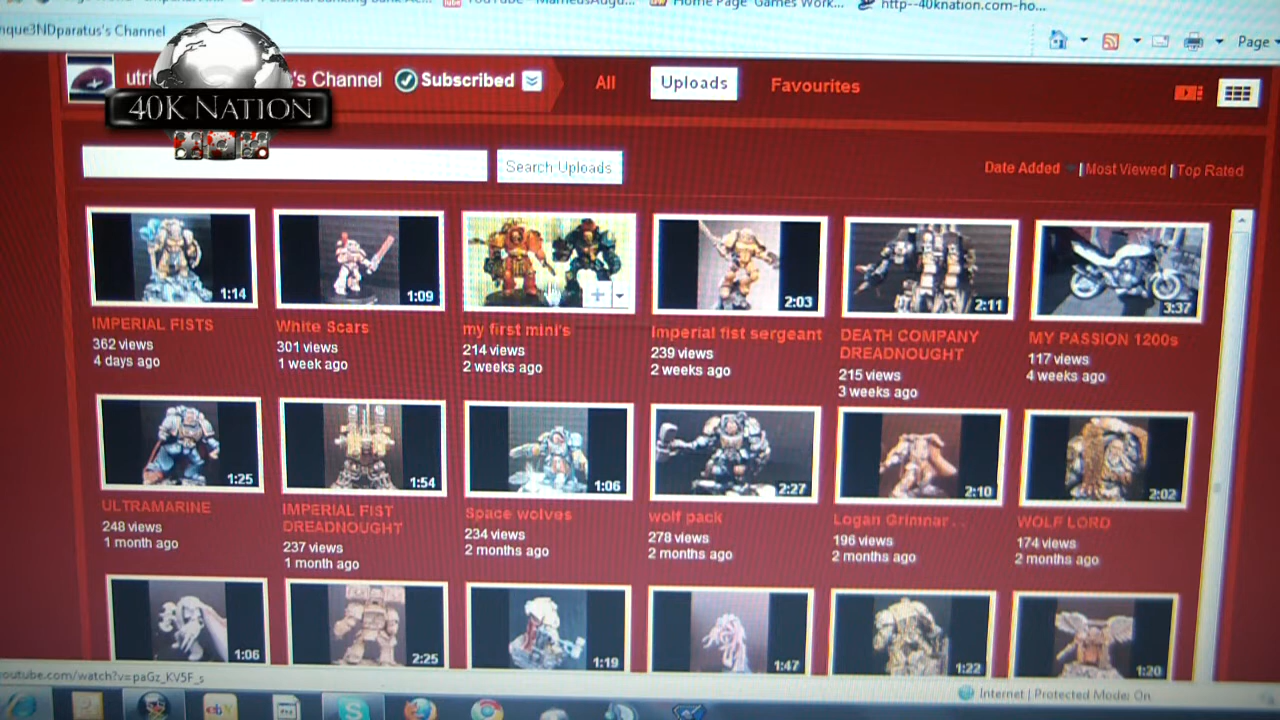 Home Page Games Work...
http--40knation.com-ho...
nique3NDparatus's Channel
Page
utri
's Channel
Subscribed
All
Uploads
Favourites
40K NATION
Search Uploads
Date Added | Most Viewed | Top Rated
1:14
1:09
2:03
2:11
3:37
IMPERIAL FISTS
362 views
4 days ago
White Scars
301 views
1 week ago
my first mini's
214 views
2 weeks ago
Imperial fist sergeant
239 views
2 weeks ago
DEATH COMPANY
DREADNOUGHT
215 views
3 weeks ago
MY PASSION 1200s
117 views
4 weeks ago
1:25
1:54
1:06
2:27
2:10
2:02
ULTRAMARINE
248 views
1 month ago
IMPERIAL FIST
DREADNOUGHT
237 views
1 month ago
Space wolves
234 views
2 months ago
wolf pack
278 views
2 months ago
Logan Grimnar . .
196 views
2 months ago
WOLF LORD
174 views
2 months ago
1:06
2:25
1:19
1:47
1:22
1:20
youtube.com/watch?v=paGz_KV5F_s
Internet | Protected Mode: On
ebY